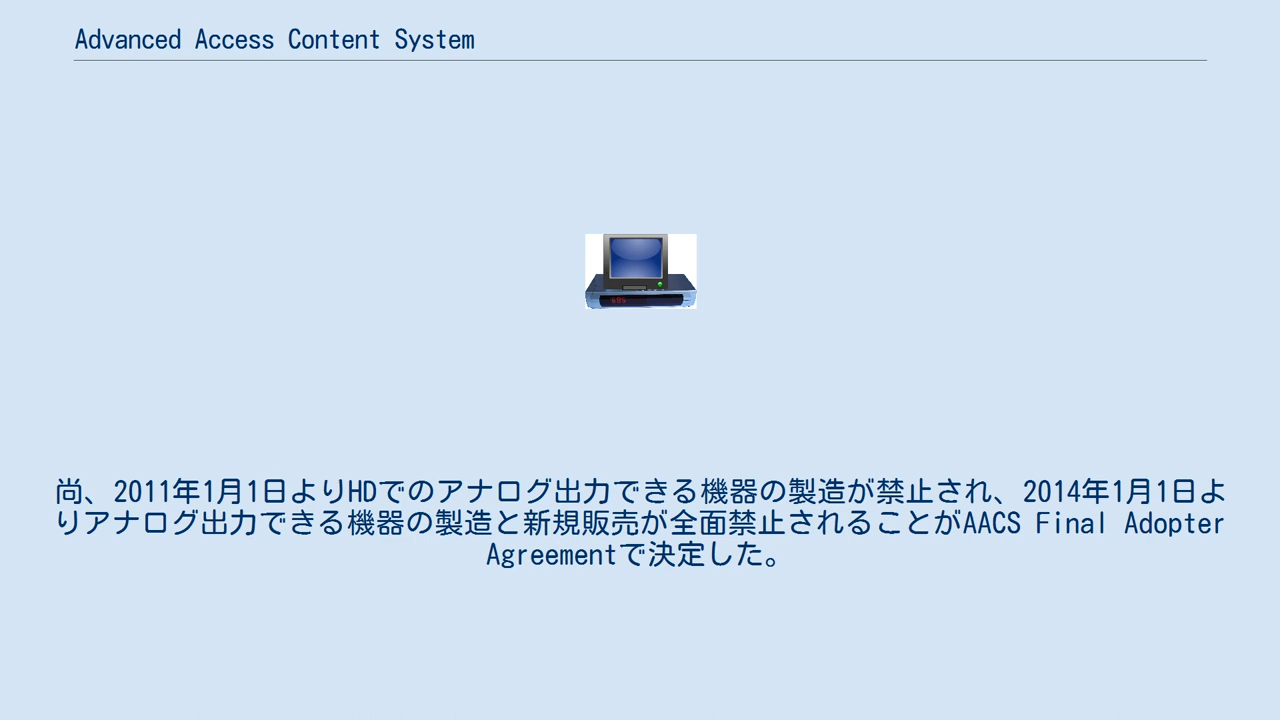 Advanced Access Content System
685
尚、2011年1月1日よりHDでのアナログ出力できる機器の製造が禁止され、2014年1月1日よ
りアナログ出力できる機器の製造と新規販売が全面禁止されることがAACS Final Adopter
Agreementで決定した。